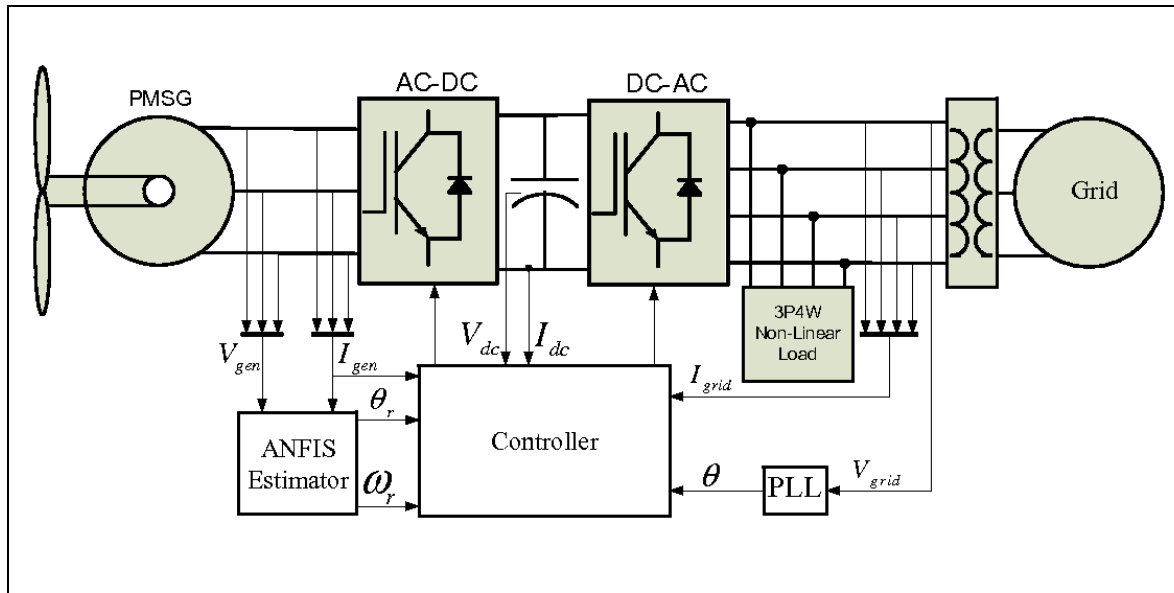 AC-DC
DC-AC
PMSG
Grid
3P4W
Non-Linear
Load
V_dc
I_dc
V_gen
I_gen
I_grid
θ_r
ANFIS
Estimator
Controller
ω_r
θ
PLL
V_grid